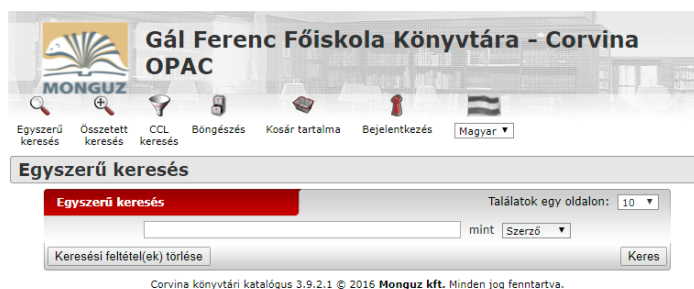 Gál Ferenc Főiskola Könyvtára - Corvina
OPAC
MONGUZ
Egyszerű keresés
Összetett keresés
CCL keresés
Böngészés
Kosár tartalma
Bejelentkezés
Magyar
Egyszerű keresés
Egyszerű keresés
Találatok egy oldalon: 10
mint Szerző
Keresési feltétel(ek) törlése
Keres
Corvina könyvtári katalógus 3.9.2.1 © 2016 Monguz kft. Minden jog fenntartva.